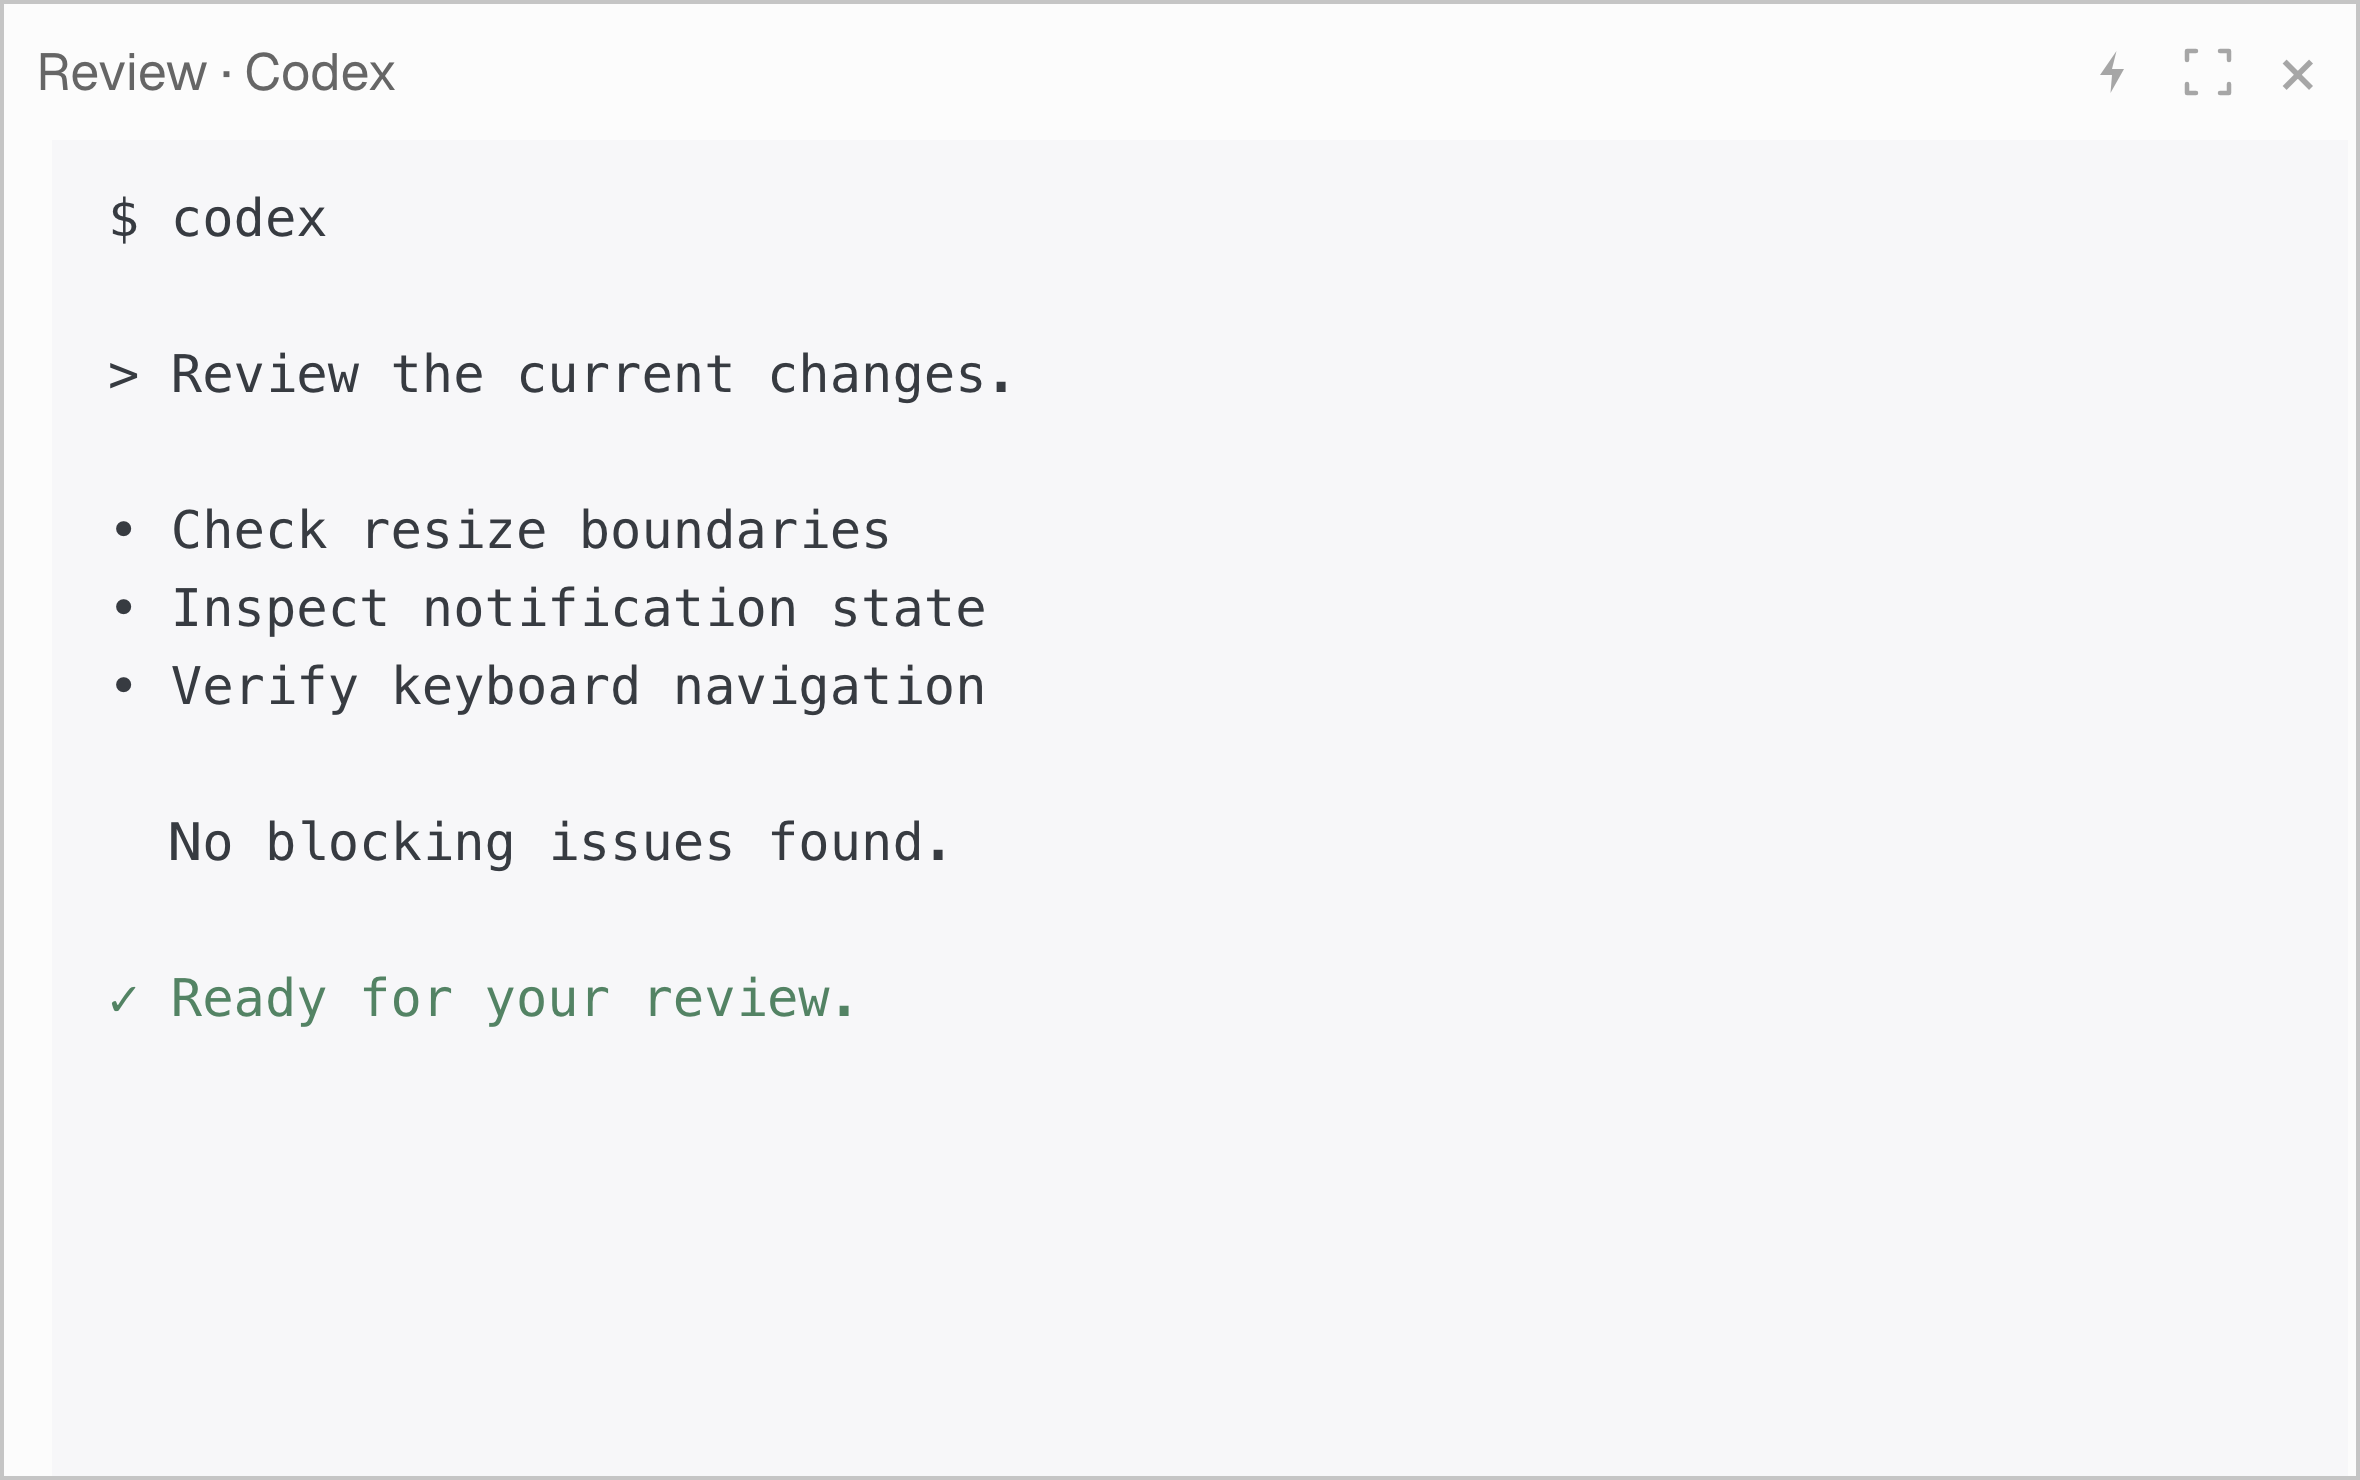 Review · Codex
$ codex
> Review the current changes.
• Check resize boundaries
• Inspect notification state
• Verify keyboard navigation
No blocking issues found.
✓ Ready for your review.